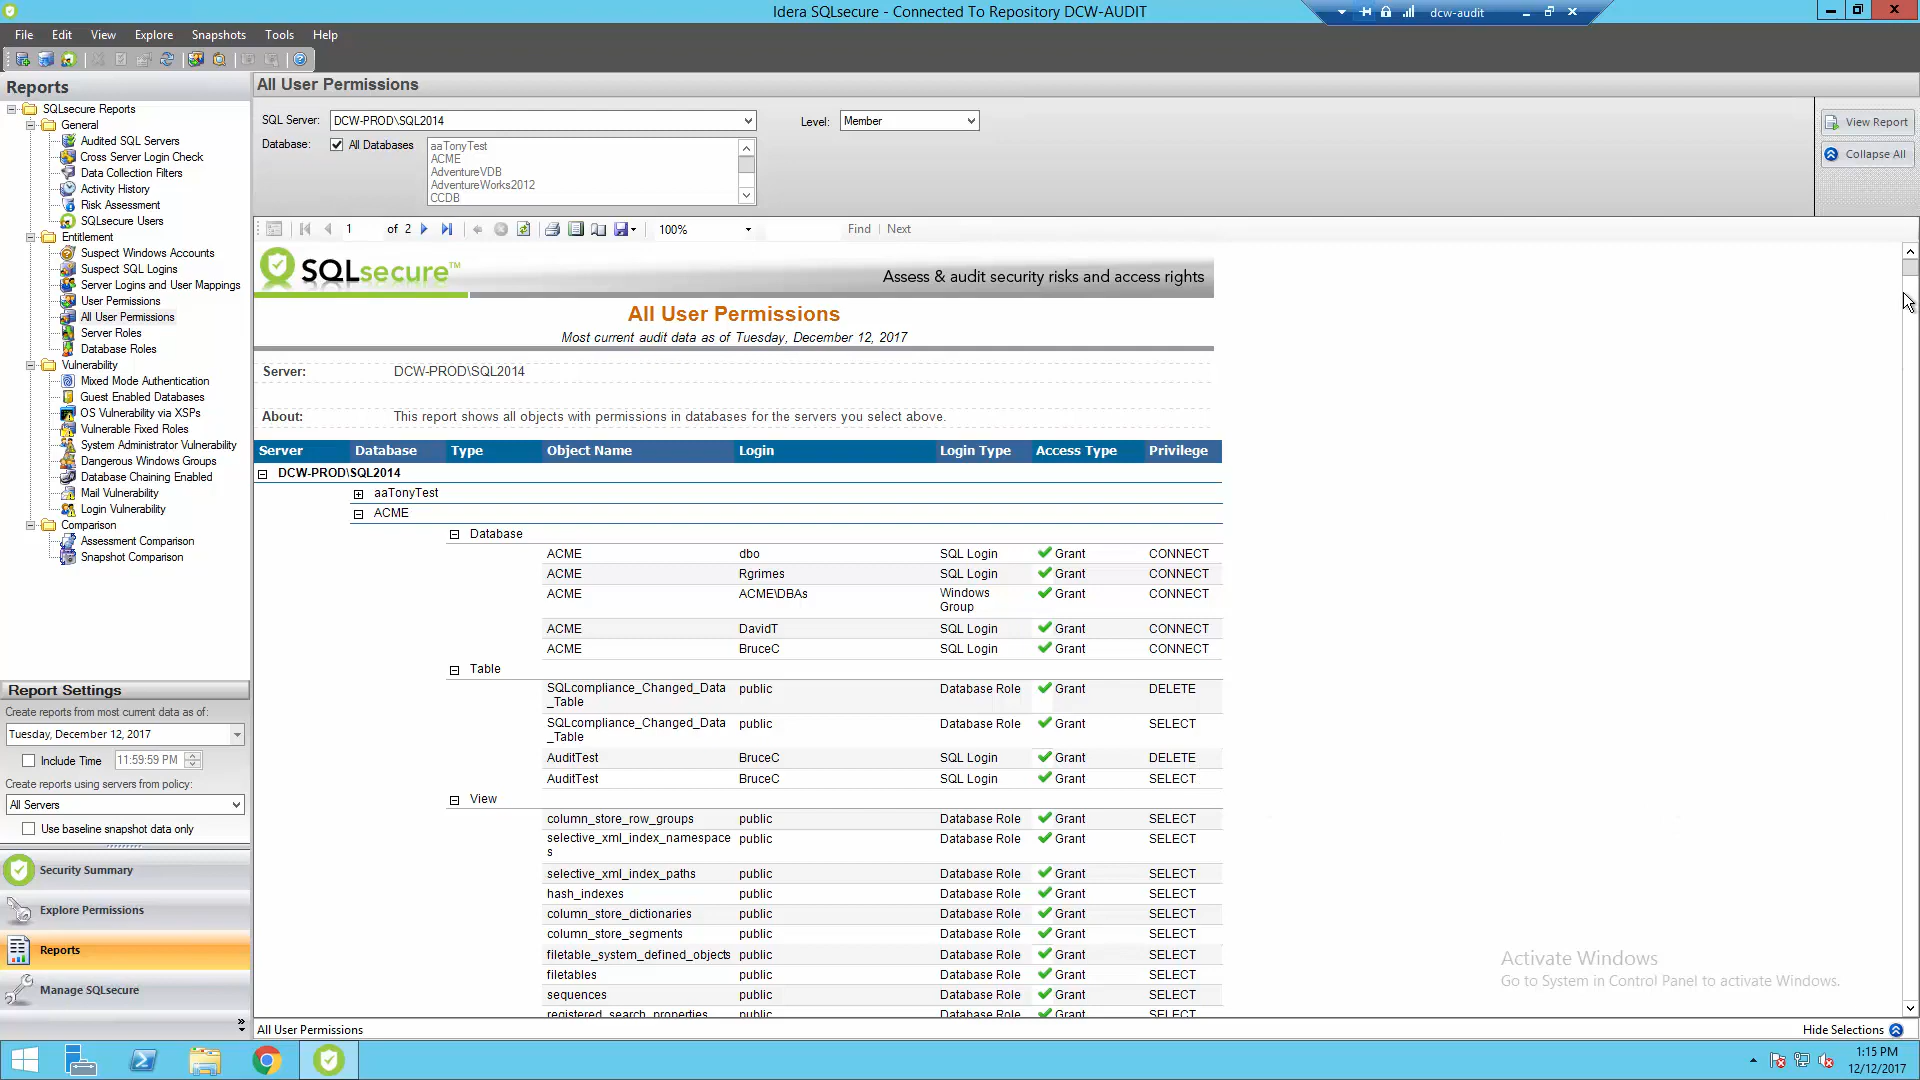 Idera SQLsecure - Connected To Repository DCW-AUDIT
dcw-audit
File Edit View Explore Snapshots Tools Help
Reports
SQLsecure Reports
General
Audited SQL Servers
Cross Server Login Check
Data Collection Filters
Activity History
Risk Assessment
SQLsecure Users
Entitlement
Suspect Windows Accounts
Suspect SQL Logins
Server Logins and User Mappings
User Permissions
All User Permissions
Server Roles
Database Roles
Vulnerability
Mixed Mode Authentication
Guest Enabled Databases
OS Vulnerability via XSPs
Vulnerable Fixed Roles
System Administrator Vulnerability
Dangerous Windows Groups
Database Chaining Enabled
Mail Vulnerability
Login Vulnerability
Comparison
Assessment Comparison
Snapshot Comparison
Report Settings
Create reports from most current data as of:
Tuesday, December 12, 2017
Include Time 11:59:59 PM
Create reports using servers from policy:
All Servers
Use baseline snapshot data only
Security Summary
Explore Permissions
Reports
Manage SQLsecure
All User Permissions
SQL Server: DCW-PROD\SQL2014 Level: Member
Database: All Databases
aaTonyTest
ACME
AdventureVDB
AdventureWorks2012
CCDB
View Report
Collapse All
1 of 2 100% Find | Next
SQLsecure™ Assess & audit security risks and access rights
All User Permissions
Most current audit data as of Tuesday, December 12, 2017
Server: DCW-PROD\SQL2014
About: This report shows all objects with permissions in databases for the servers you select above.
Server Database Type Object Name Login Login Type Access Type Privilege
DCW-PROD\SQL2014
aaTonyTest
ACME
Database
ACME dbo SQL Login Grant CONNECT
ACME Rgrimes SQL Login Grant CONNECT
ACME ACME\DBAs Windows Grant CONNECT
Group
ACME DavidT SQL Login Grant CONNECT
ACME BruceC SQL Login Grant CONNECT
Table
SQLcompliance_Changed_Data public Database Role Grant DELETE
_Table
SQLcompliance_Changed_Data public Database Role Grant SELECT
_Table
AuditTest BruceC SQL Login Grant DELETE
AuditTest BruceC SQL Login Grant SELECT
View
column_store_row_groups public Database Role Grant SELECT
selective_xml_index_namespace public Database Role Grant SELECT
s
selective_xml_index_paths public Database Role Grant SELECT
hash_indexes public Database Role Grant SELECT
column_store_dictionaries public Database Role Grant SELECT
column_store_segments public Database Role Grant SELECT
filetable_system_defined_objects public Database Role Grant SELECT
filetables public Database Role Grant SELECT
sequences public Database Role Grant SELECT
registered_search_properties public Database Role Grant SELECT
Activate Windows
Go to System in Control Panel to activate Windows.
All User Permissions Hide Selections
1:15 PM
12/12/2017